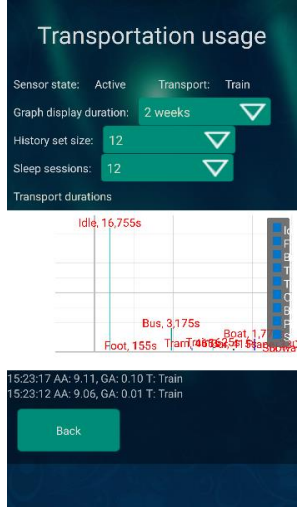 Transportation usage
Sensor state: Active Transport: Train
Graph display duration: 2 weeks
History set size: 12
Sleep sessions: 12
Transport durations
Idle, 16,755s
Bus, 3,175s
Foot, 155s
Tram,
Boat, 1,7
15:23:17 AA: 9.11, GA: 0.10 T: Train
15:23:12 AA: 9.06, GA: 0.01 T: Train
Back